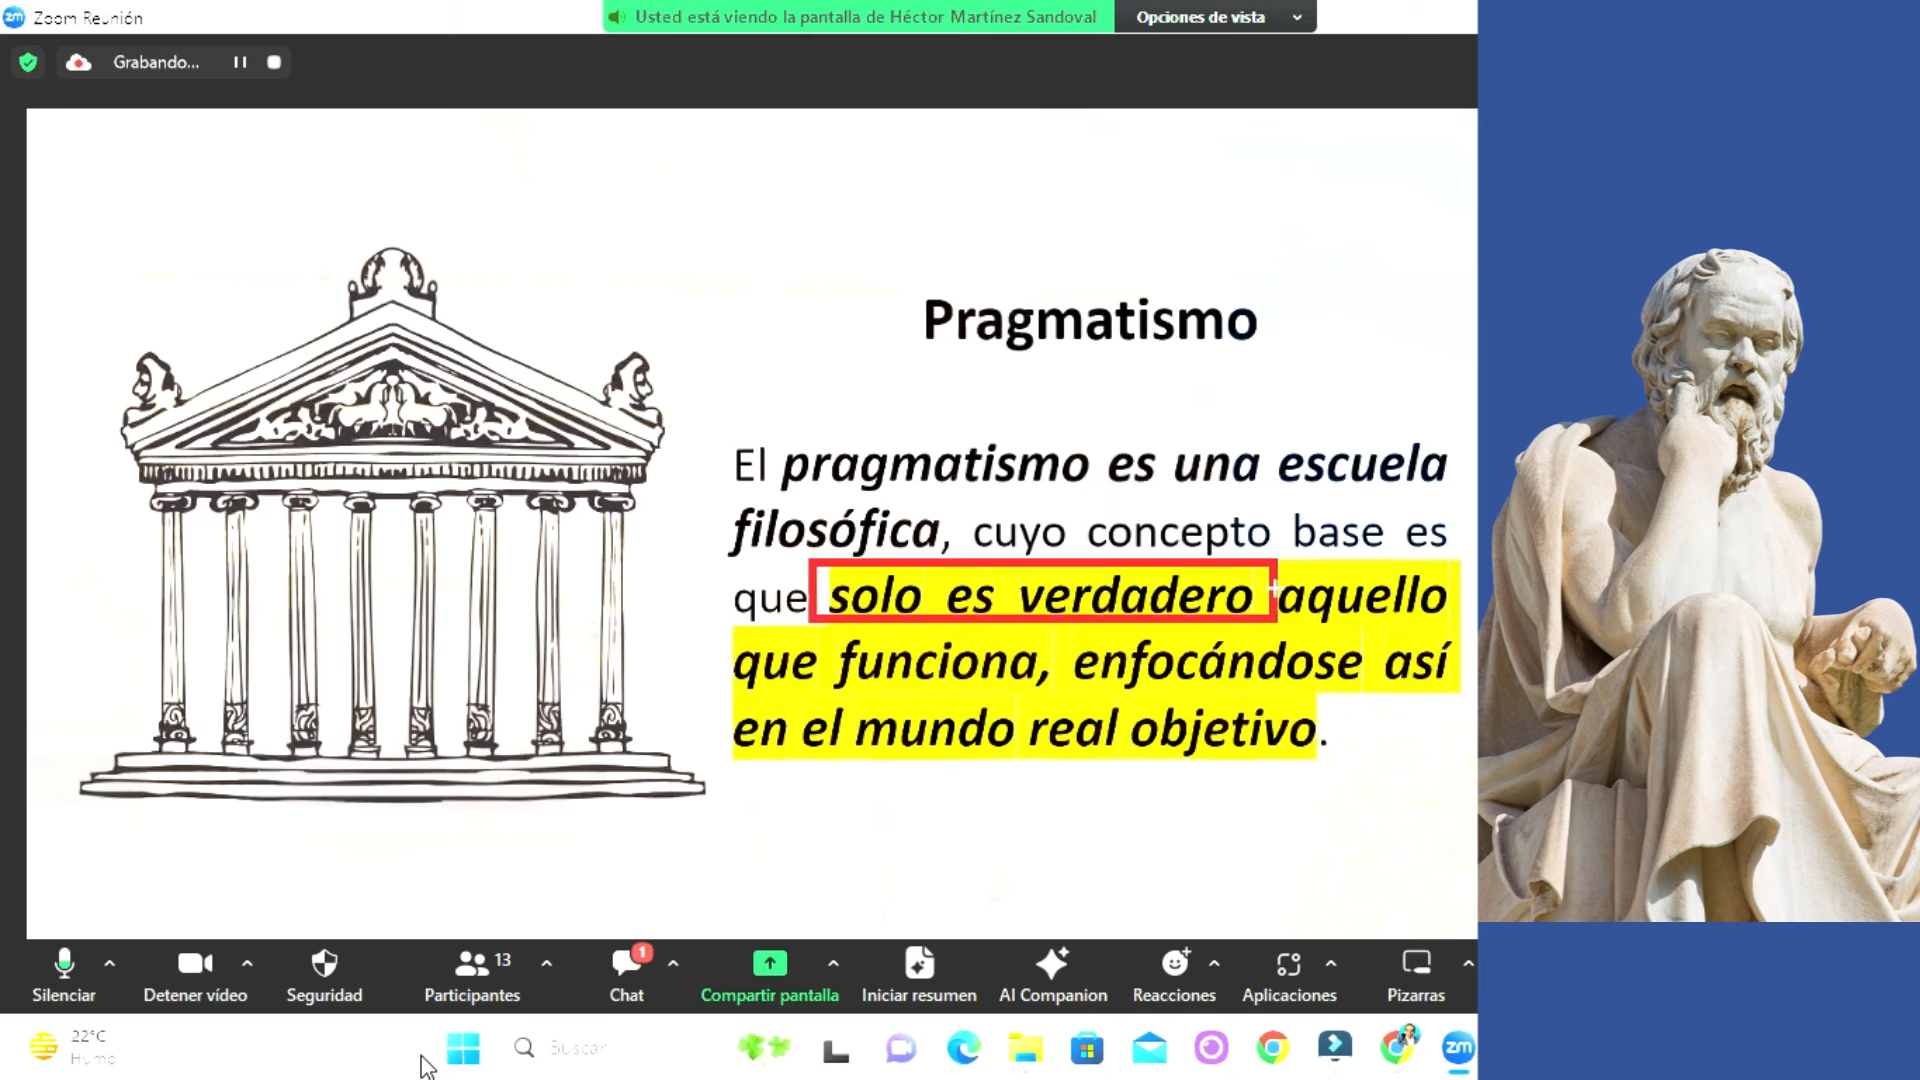 zm Zoom Reunión
Usted está viendo la pantalla de Héctor Martínez Sandoval
Opciones de vista
Grabando...
Pragmatismo
El pragmatismo es una escuela
filosófica, cuyo concepto base es
que solo es verdadero aquello
que funciona, enfocándose así
en el mundo real objetivo.
13
1
Silenciar
Detener vídeo
Seguridad
Participantes
Chat
Compartir pantalla
Iniciar resumen
AI Companion
Reacciones
Aplicaciones
Pizarras
22°C
Humo
Buscar
zm